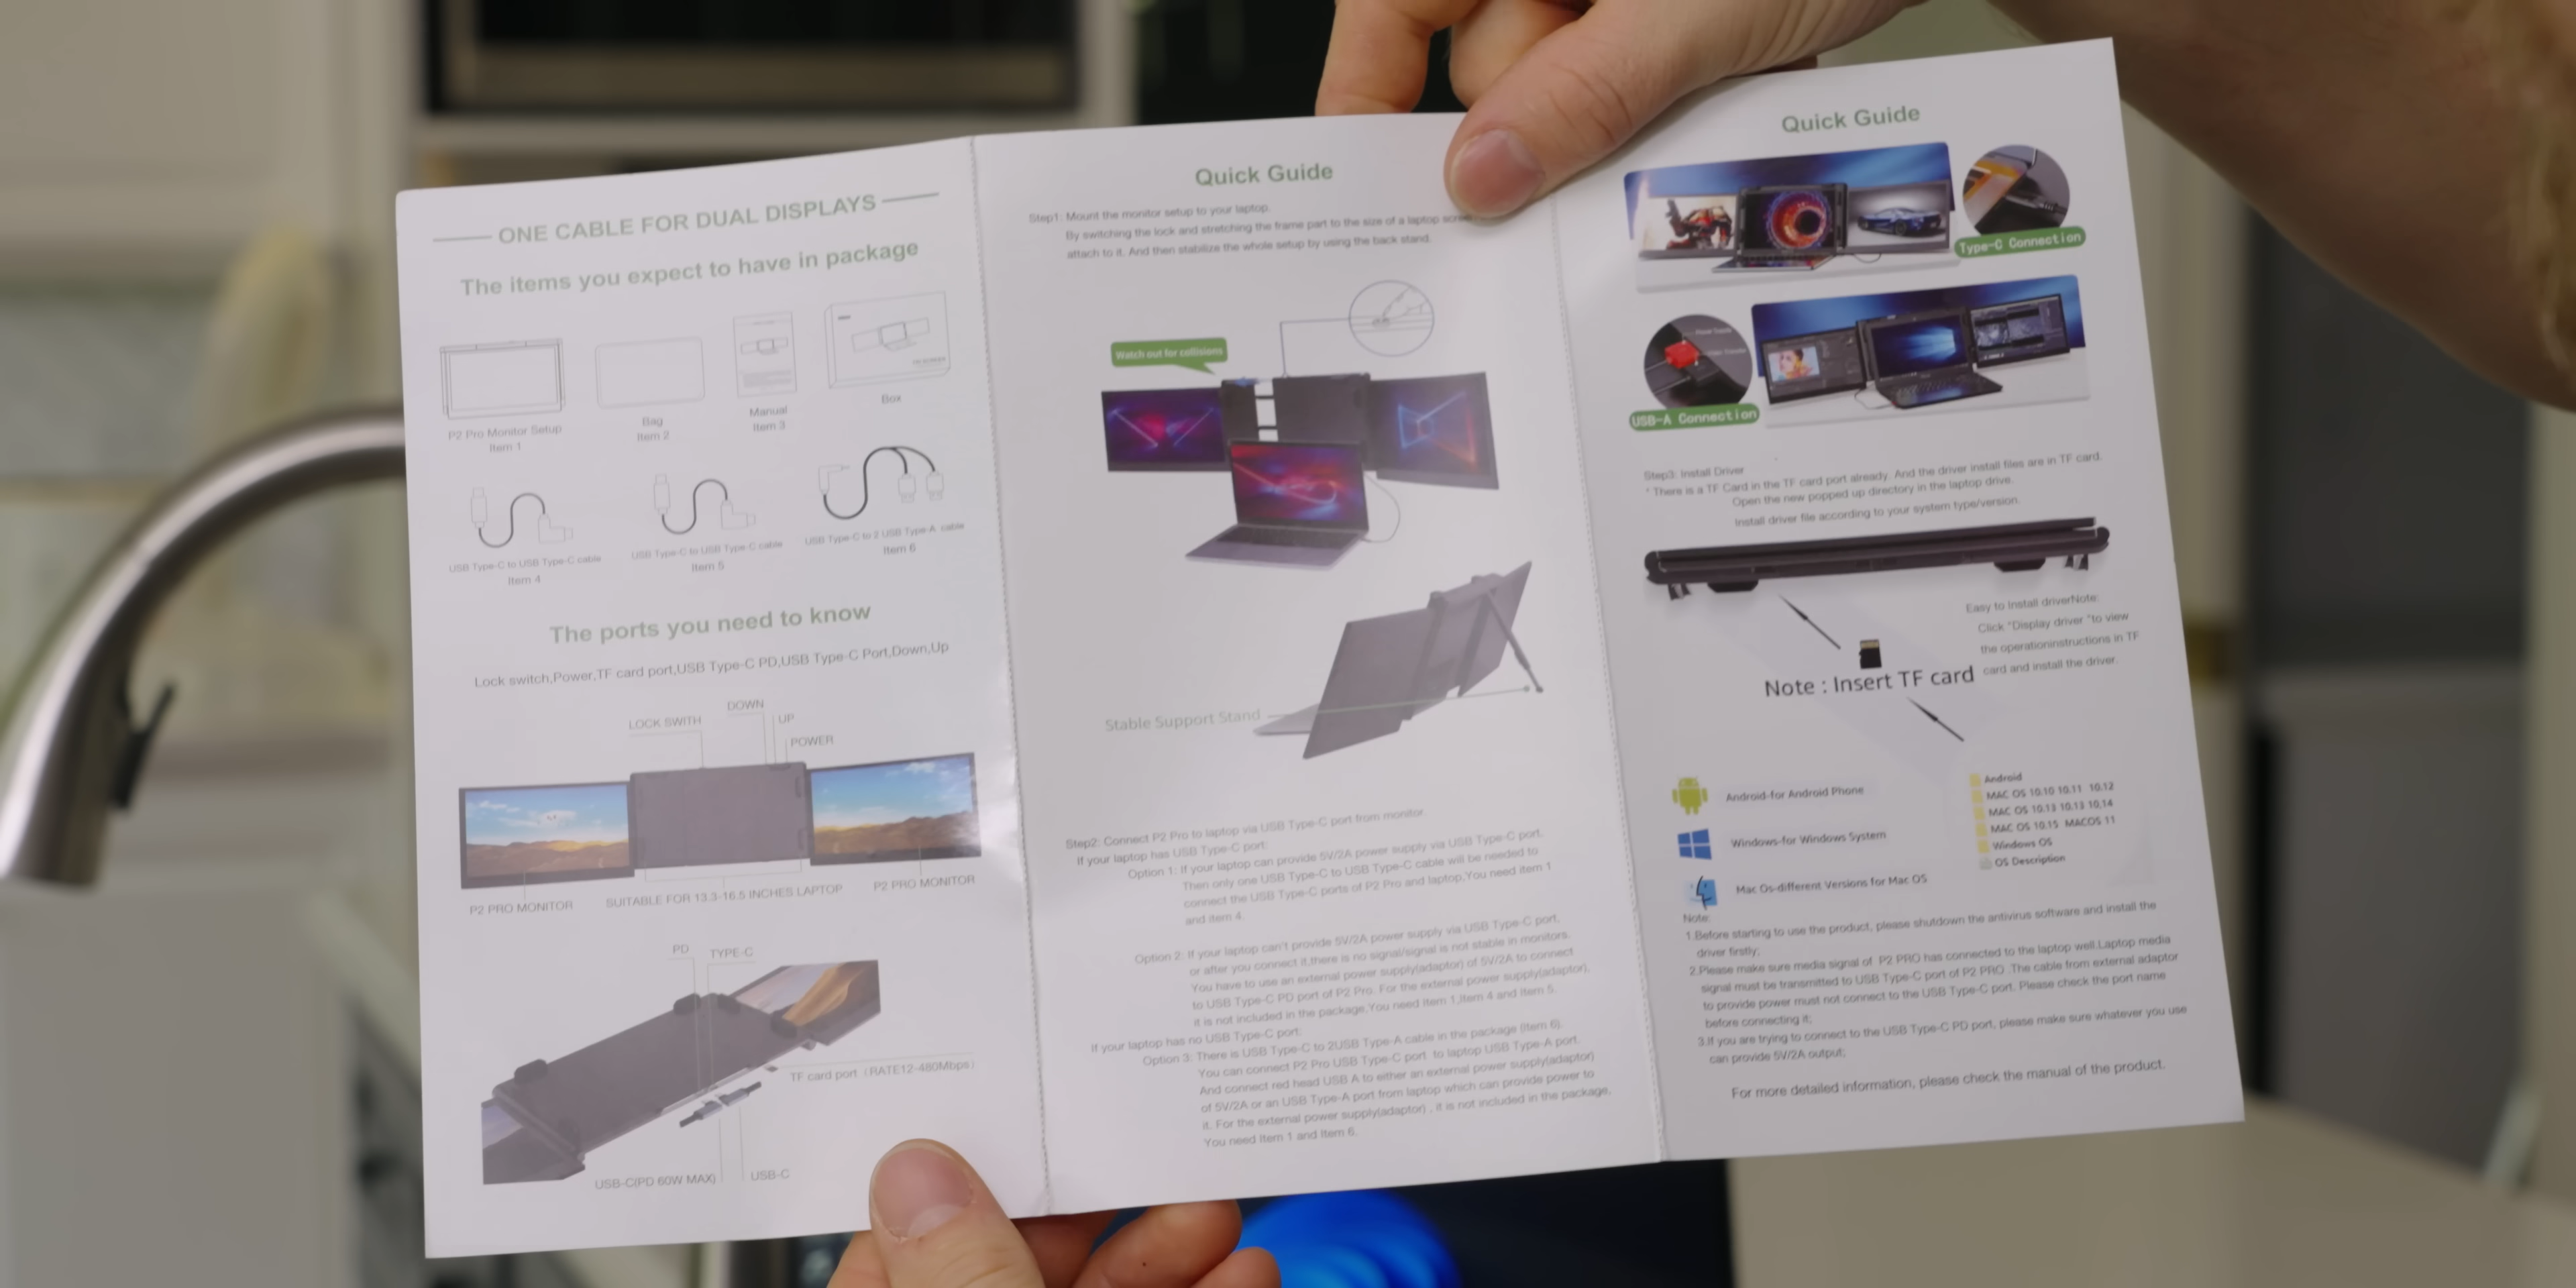 ONE CABLE FOR DUAL DISPLAYS
The items you expect to have in package
P2 Pro Monitor Setup
Item 1
Bag
Item 2
Manual
Item 3
Box
USB Type-C to USB Type-C cable
Item 4
USB Type-C to USB Type-C cable
Item 5
USB Type-C to 2 USB Type-A cable
Item 6
The ports you need to know
Lock switch,Power,TF card port,USB Type-C PD,USB Type-C Port,Down,Up
LOCK SWITH
DOWN
UP
POWER
P2 PRO MONITOR
SUITABLE FOR 13.3-16.5 INCHES LAPTOP
P2 PRO MONITOR
PD
TYPE-C
TF card port (RATE12-480Mbps)
USB-C(PD 60W MAX)
USB-C
Quick Guide
Step1: Mount the monitor setup to your laptop.
By switching the lock and stretching the frame part to the size of a laptop
attach to it. And then stabilize the whole setup by using the back stand.
Watch out for collisions
Stable Support Stand
Step2: Connect P2 Pro to laptop via USB Type-C port from monitor.
If your laptop has USB Type-C port:
Option 1: If your laptop can provide 5V/2A power supply via USB Type-C port.
Then only one USB Type-C to USB Type-C cable will be needed to
connect the USB Type-C ports of P2 Pro and laptop,You need item 1
and item 4.
Option 2: If your laptop can't provide 5V/2A power supply via USB Type-C port,
or after you connect it,there is no signal/signal is not stable in monitors.
You have to use an external power supply(adaptor) of 5V/2A to connect
to USB Type-C PD port of P2 Pro. For the external power supply(adaptor),
it is not included in the package,You need Item 1,Item 4 and Item 5.
If your laptop has no USB Type-C port:
Option 3: There is USB Type-C to 2USB Type-A cable in the package (item 6).
You can connect P2 Pro USB Type-C port to laptop USB Type-A port.
And connect red head USB A to either an external power supply(adaptor)
of 5V/2A or an USB Type-A port from laptop which can provide power to
it. For the external power supply(adaptor) , it is not included in the package,
You need Item 1 and Item 6.
Quick Guide
Type-C Connection
USB-A Connection
Step3: Install Driver
* There is a TF Card in the TF card port already. And the driver install files are in TF card.
Open the new popped up directory in the laptop drive.
Install driver file according to your system type/version.
Easy to Install driverNote:
Click "Display driver "to view
the operationinstructions in TF
card and install the driver.
Note : Insert TF card
Android-for Android Phone
Windows-for Windows System
Mac Os-different Versions for Mac OS
Android
MAC OS 10.10 10.11 10.12
MAC OS 10.13 10.13 10.14
MAC OS 10.15 MACOS 11
Windows OS
OS Description
Note:
1.Before starting to use the product, please shutdown the antivirus software and install the
driver firstly;
2.Please make sure media signal of P2 PRO has connected to the laptop well.Laptop media
signal must be transmitted to USB Type-C port of P2 PRO .The cable from external adaptor
to provide power must not connect to the USB Type-C port. Please check the port name
before connecting it;
3.If you are trying to connect to the USB Type-C PD port, please make sure whatever you use
can provide 5V/2A output;
For more detailed information, please check the manual of the product.